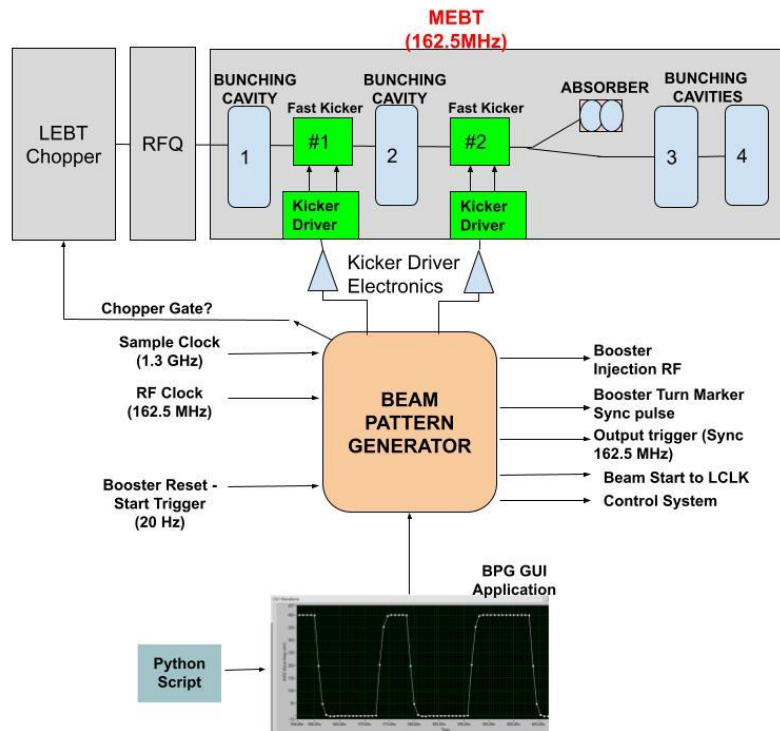 MEBT
(162.5MHz)
BUNCHING
CAVITY
BUNCHING
CAVITY
ABSORBER
BUNCHING
CAVITIES
Fast Kicker
Fast Kicker
LEBT
Chopper
RFQ
1
#1
2
#2
3
4
Kicker
Driver
Kicker
Driver
Kicker Driver
Electronics
Chopper Gate?
Sample Clock
(1.3 GHz)
RF Clock
(162.5 MHz)
Booster Reset -
Start Trigger
(20 Hz)
BEAM
PATTERN
GENERATOR
Booster
Injection RF
Booster Turn Marker
Sync pulse
Output trigger (Sync
162.5 MHz)
Beam Start to LCLK
Control System
BPG GUI
Application
Python
Script